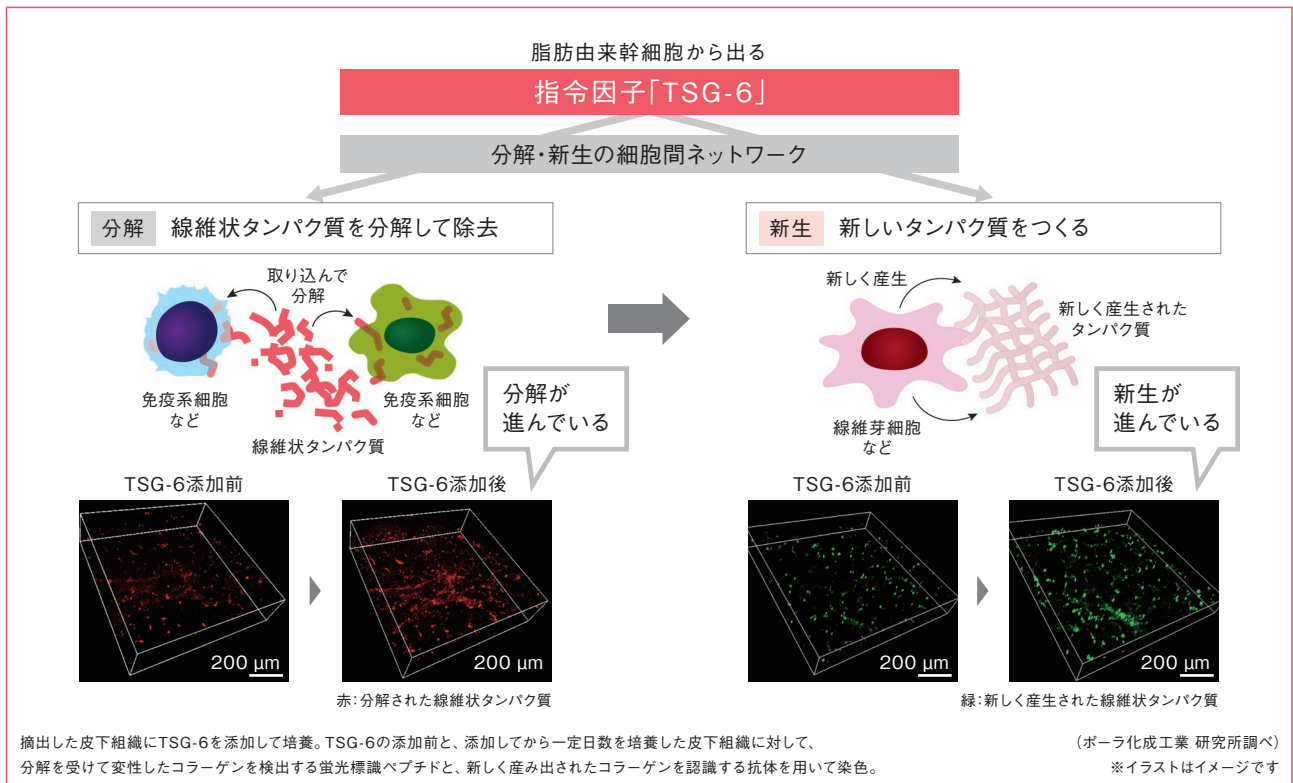 脂肪由来幹細胞から出る
指令因子「TSG-6」
分解・新生の細胞間ネットワーク
分解 線維状タンパク質を分解して除去
取り込んで
分解
免疫系細胞
など
線維状タンパク質
免疫系細胞
など
分解が
進んでいる
TSG-6添加前
TSG-6添加後
200 μm
200 μm
赤：分解された線維状タンパク質
新生 新しいタンパク質をつくる
新しく産生
新しく産生された
タンパク質
線維芽細胞
など
新生が
進んでいる
TSG-6添加前
TSG-6添加後
200 μm
200 μm
緑：新しく産生された線維状タンパク質
摘出した皮下組織にTSG-6を添加して培養。TSG-6の添加前と、添加してから一定日数を培養した皮下組織に対して、
分解を受けて変性したコラーゲンを検出する蛍光標識ペプチドと、新しく産み出されたコラーゲンを認識する抗体を用いて染色。
（ポーラ化成工業 研究所調べ）
※イラストはイメージです